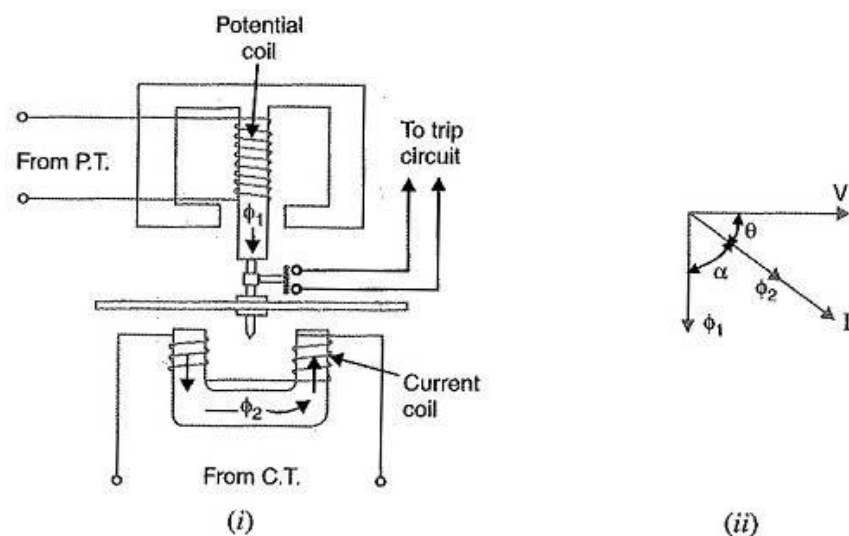 Potential
coil
To trip
circuit
From P.T.
ϕ1
V
θ
α
ϕ2
I
ϕ1
Current
coil
ϕ2
From C.T.
(i)
(ii)